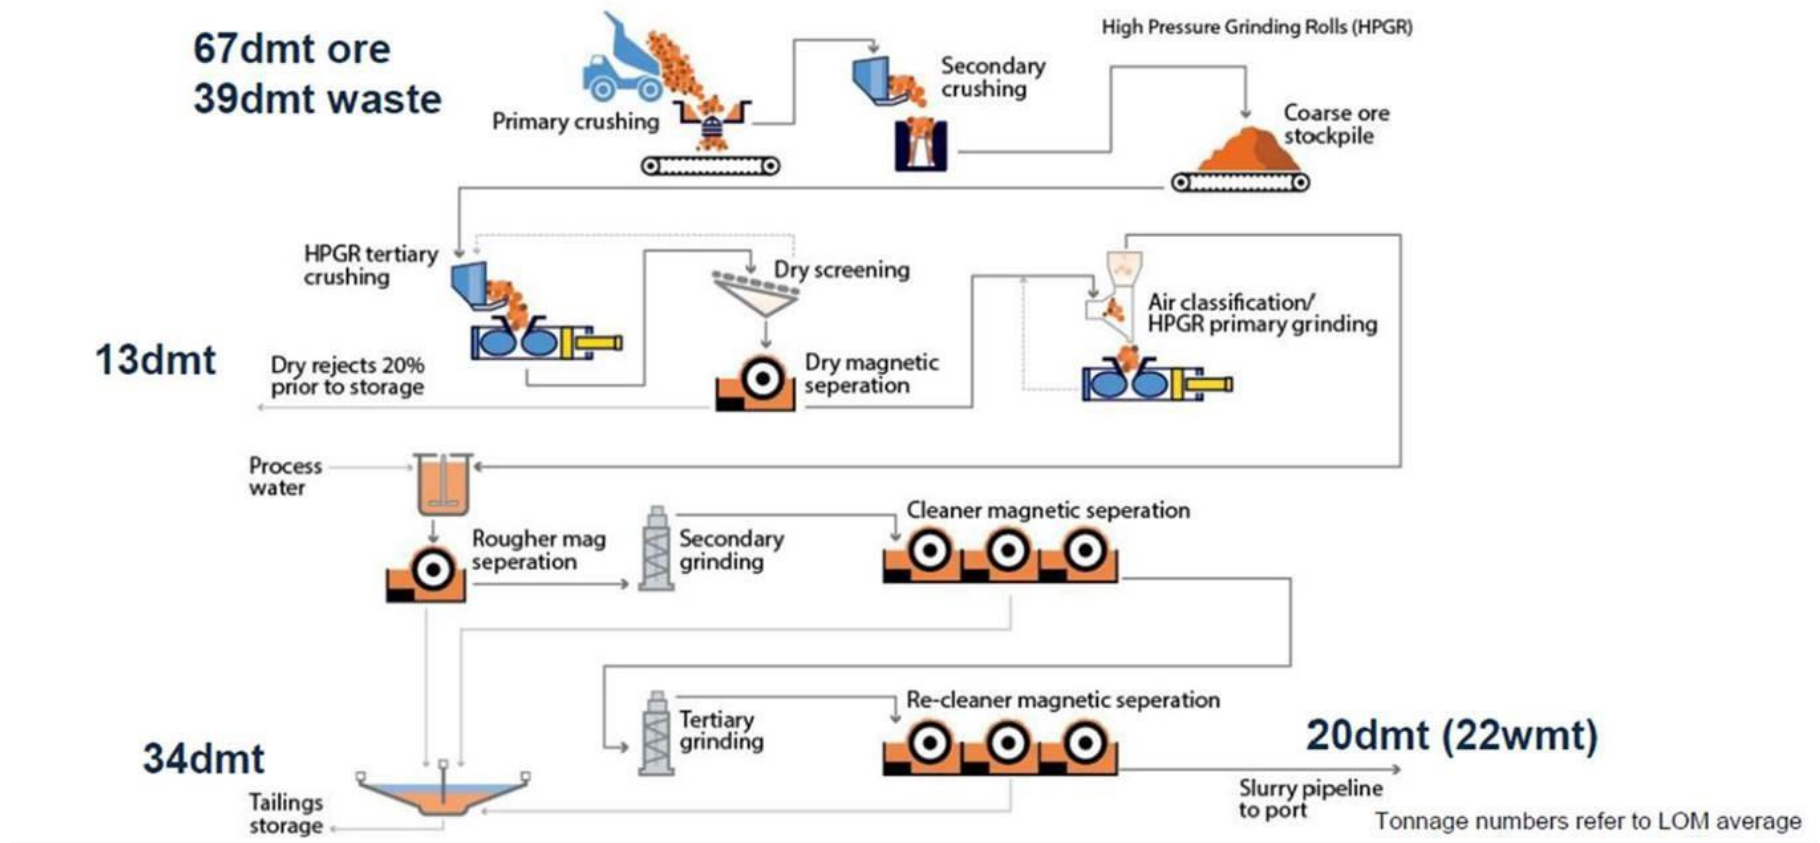 67dmt ore
39dmt waste
Primary crushing
Secondary
crushing
High Pressure Grinding Rolls (HPGR)
Coarse ore
stockpile
HPGR tertiary
crushing
Dry screening
Air classification/
HPGR primary grinding
13dmt
Dry rejects 20%
prior to storage
Dry magnetic
seperation
Process
water
Rougher mag
seperation
Secondary
grinding
Cleaner magnetic seperation
Tertiary
grinding
Re-cleaner magnetic seperation
20dmt (22wmt)
34dmt
Tailings
storage
Slurry pipeline
to port
Tonnage numbers refer to LOM average